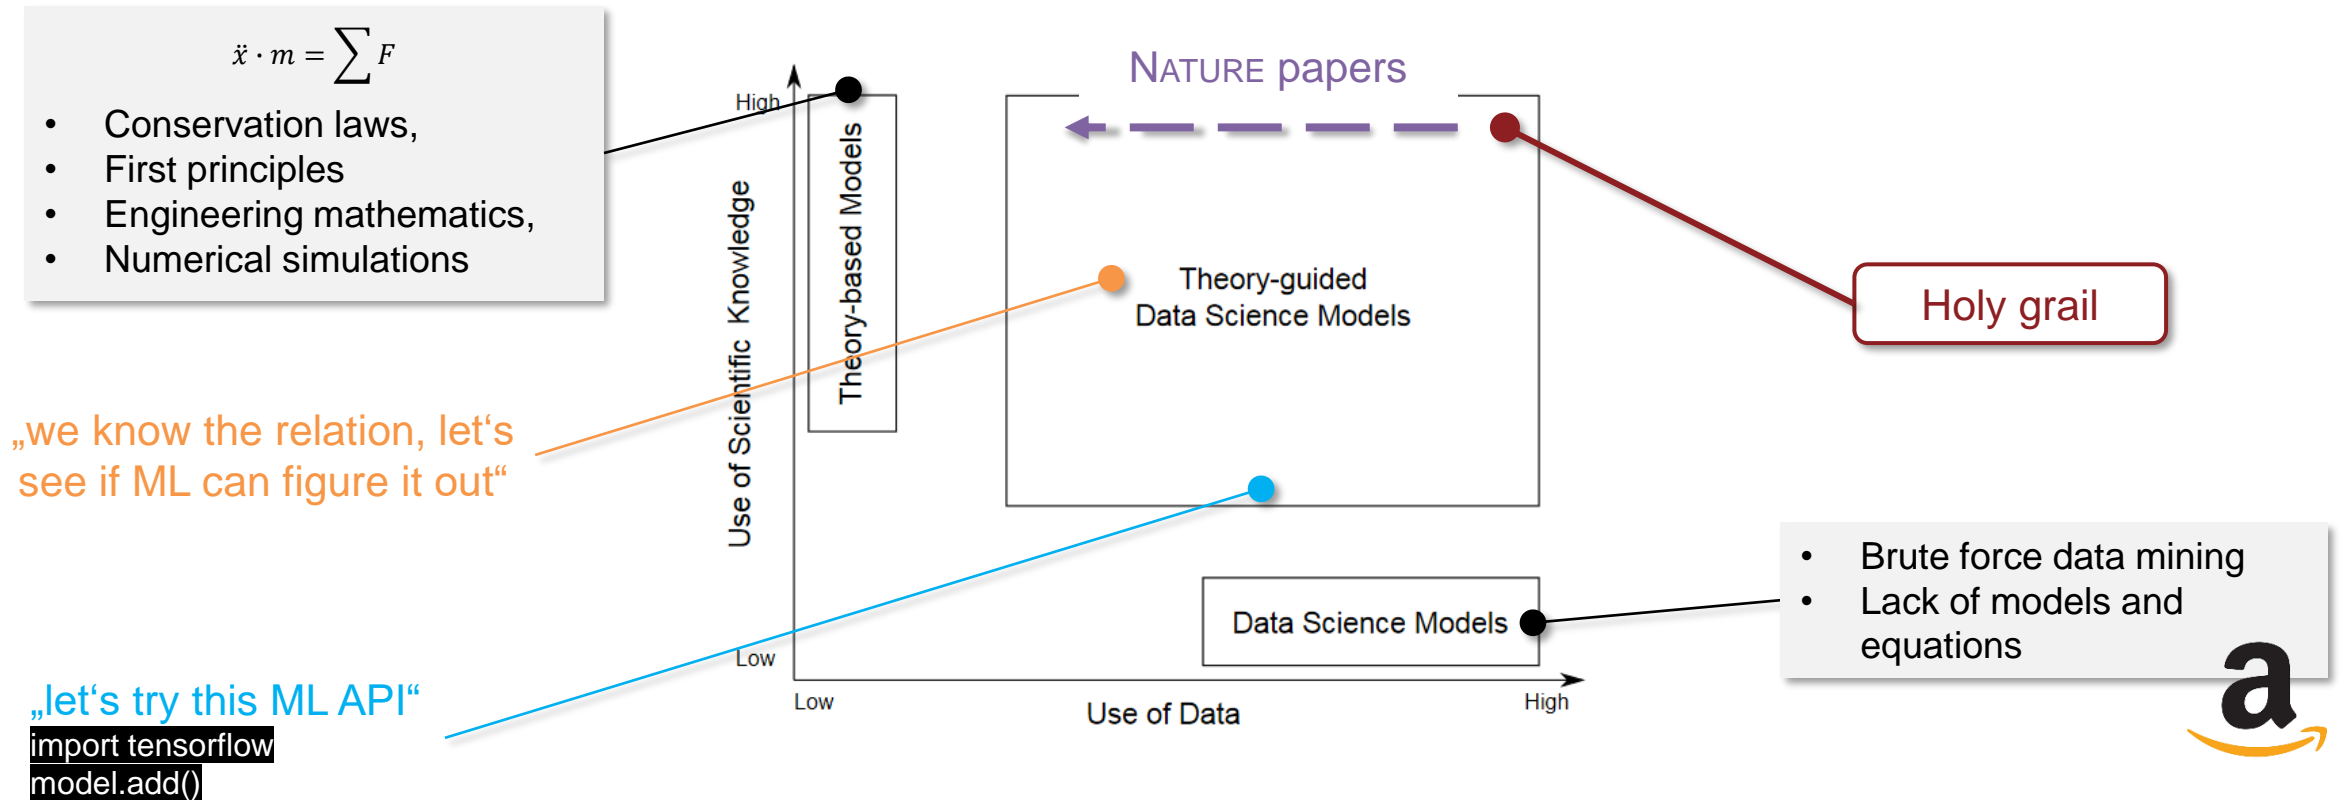 ẍ · m = ∑ F
• Conservation laws,
• First principles
• Engineering mathematics,
• Numerical simulations
„we know the relation, let‘s
see if ML can figure it out“
„let‘s try this ML API“
import tensorflow
model.add()
NATURE papers
High
Use of Scientific Knowledge
Theory-based Models
Theory-guided
Data Science Models
Data Science Models
Low
Low
High
Use of Data
Holy grail
• Brute force data mining
• Lack of models and
equations
a